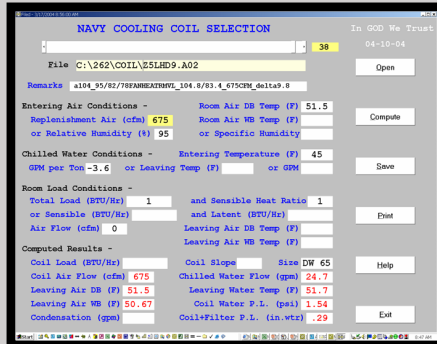 NAVY COOLING COIL SELECTION
In GOD We Trust
38
04-10-04
File C:\262\COIL\Z5LHD9.A02
Open
Remarks a104_95/82/78FANHEATRMVL_104.8/83.4_675CFM_delta9.8
Entering Air Conditions - Room Air DB Temp (F) 51.5
Replenishment Air (cfm) 675 Room Air WB Temp (F)
Compute
or Relative Humidity (%) 95 or Specific Humidity
Chilled Water Conditions - Entering Temperature (F) 45
GPM per Ton -3.6 or Leaving Temp (F) or GPM
Save
Room Load Conditions -
Total Load (BTU/Hr) 1 and Sensible Heat Ratio 1
or Sensible (BTU/Hr) and Latent (BTU/Hr)
Print
Air Flow (cfm) 0 Leaving Air DB Temp (F)
Leaving Air WB Temp (F)
Computed Results -
Coil Load (BTU/Hr) Coil Slope Size DW 65
Help
Coil Air Flow (cfm) 675 Chilled Water Flow (gpm) 24.7
Leaving Air DB (F) 51.5 Leaving Water Temp (F) 51.7
Leaving Air WB (F) 50.67 Coil Water P.L. (psi) 1.54
Condensation (gpm) Coil+Filter P.L. (in.wtr) .29
Exit
Start
8:47 AM